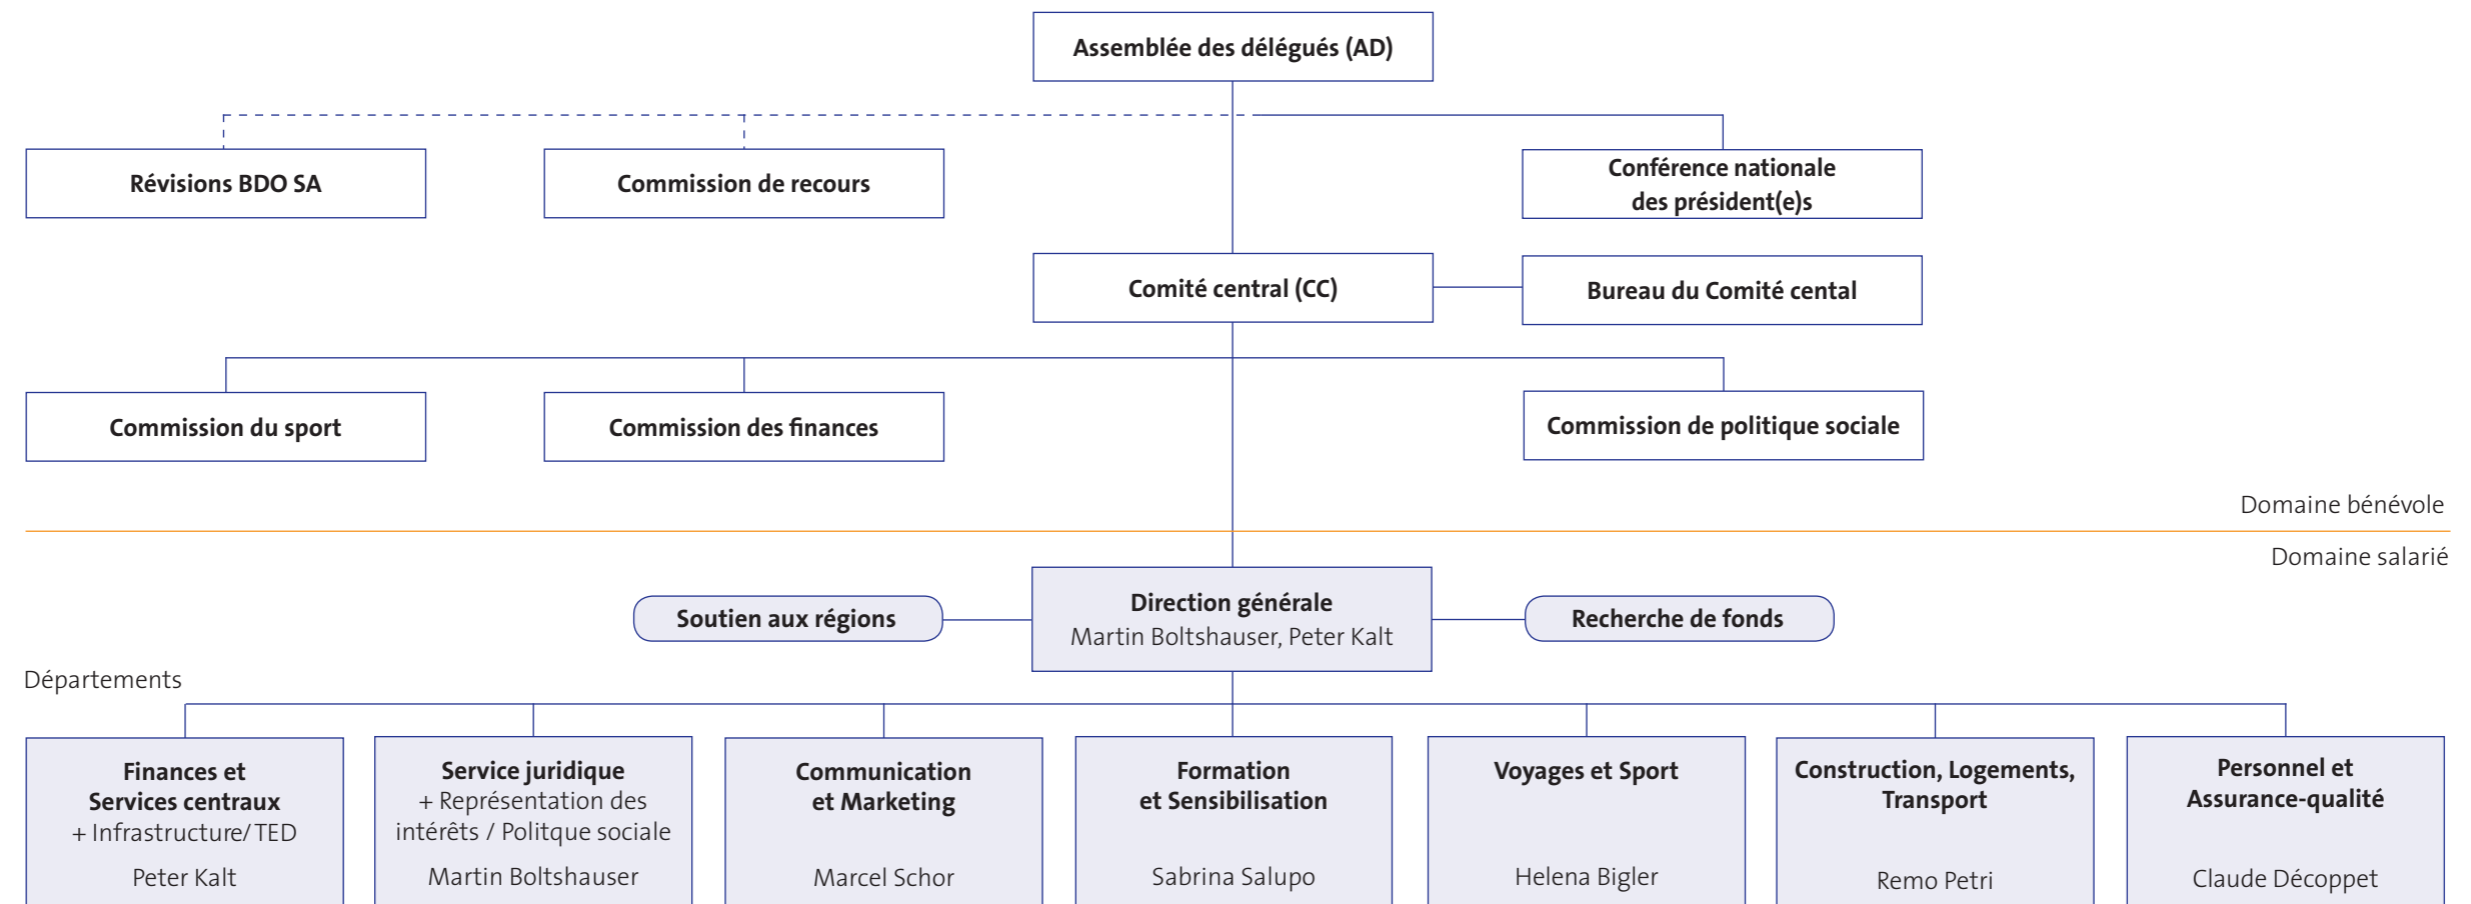 Assemblée des délégués (AD)
Révisions BDO SA
Commission de recours
Conférence nationale
des président(e)s
Comité central (CC)
Bureau du Comité cental
Commission du sport
Commission des finances
Commission de politique sociale
Domaine bénévole
Domaine salarié
Soutien aux régions
Direction générale
Martin Boltshauser, Peter Kalt
Recherche de fonds
Départements
Finances et
Services centraux
+ Infrastructure/TED
Peter Kalt
Service juridique
+ Représentation des
intérêts / Politque sociale
Martin Boltshauser
Communication
et Marketing
Marcel Schor
Formation
et Sensibilisation
Sabrina Salupo
Voyages et Sport
Helena Bigler
Construction, Logements,
Transport
Remo Petri
Personnel et
Assurance-qualité
Claude Décoppet